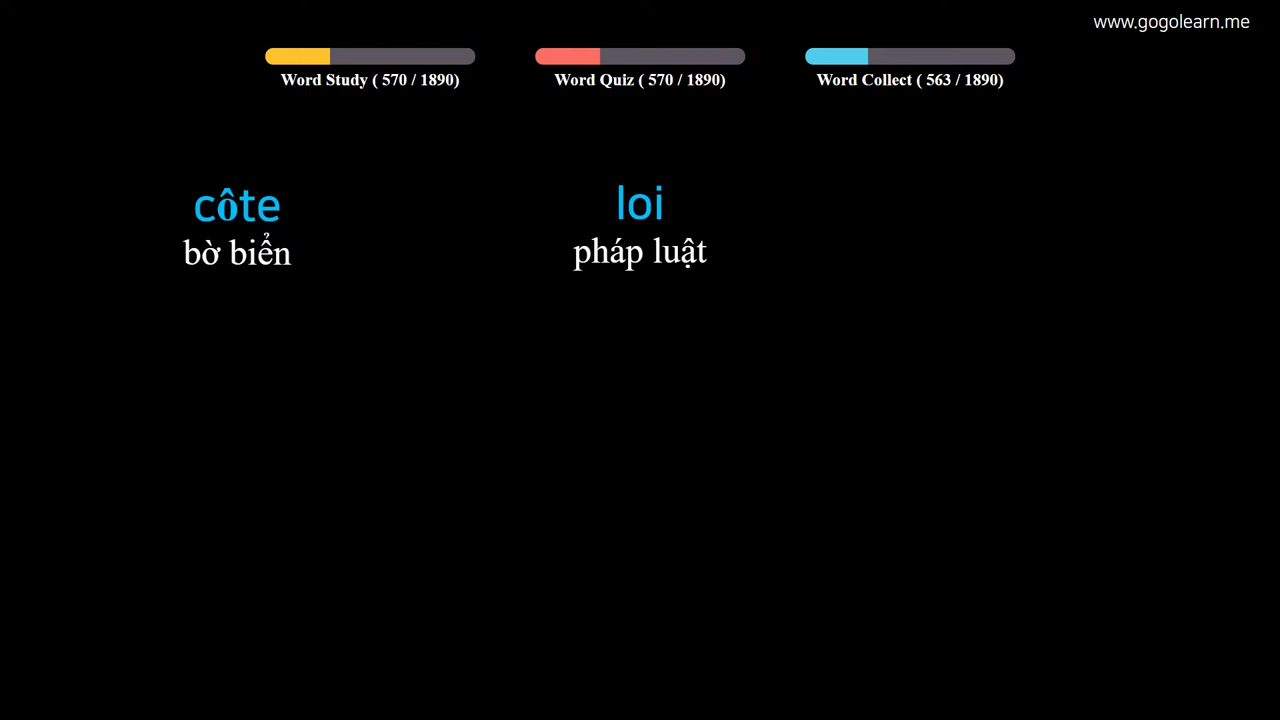 www.gogolearn.me
Word Study ( 570 / 1890)
Word Quiz ( 570 / 1890)
Word Collect ( 563 / 1890)
côte
bờ biển
loi
pháp luật